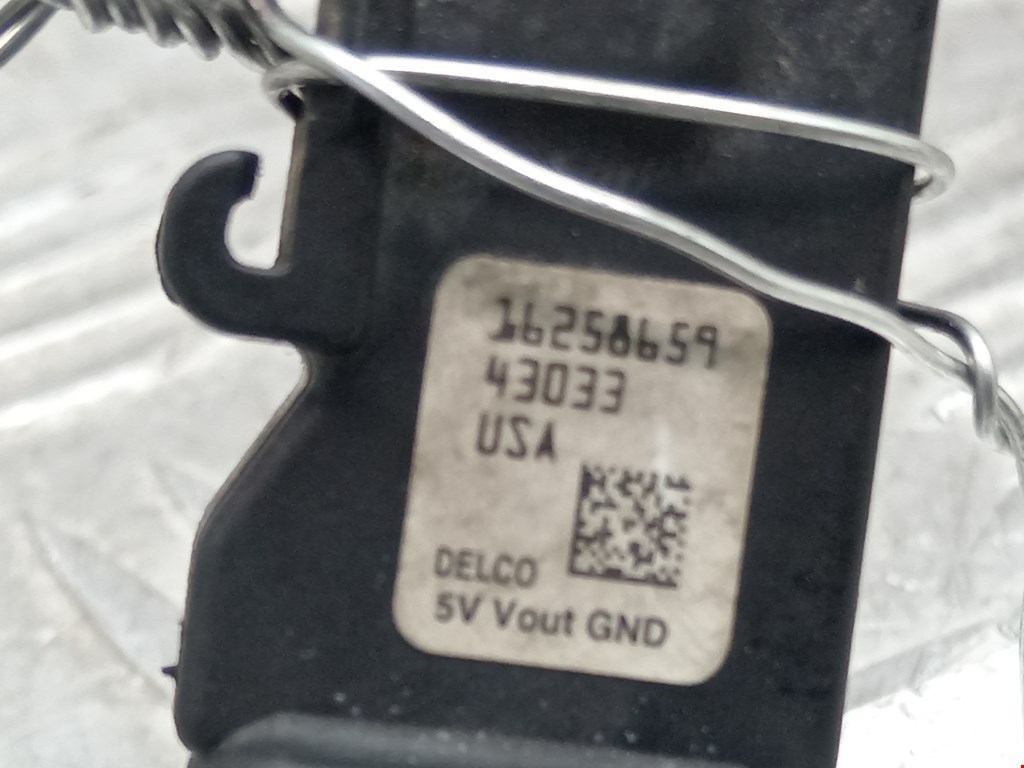 16258659
43033
USA
DELCO
5V Vout GND